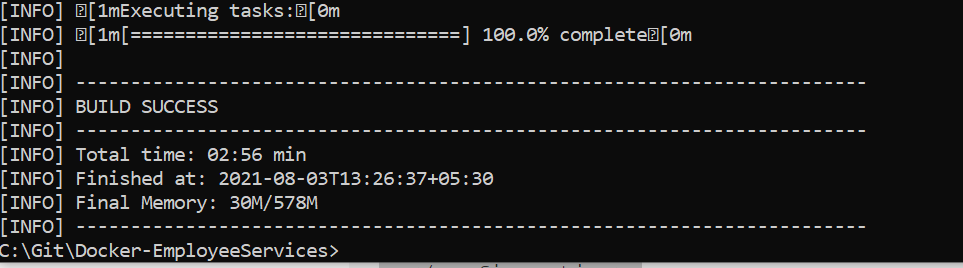 [INFO] [1mExecuting tasks:[0m
[INFO] [1m[==============================] 100.0% complete[0m
[INFO]
[INFO] ------------------------------------------------------------------------
[INFO] BUILD SUCCESS
[INFO] ------------------------------------------------------------------------
[INFO] Total time: 02:56 min
[INFO] Finished at: 2021-08-03T13:26:37+05:30
[INFO] Final Memory: 30M/578M
[INFO] ------------------------------------------------------------------------
C:\Git\Docker-EmployeeServices>